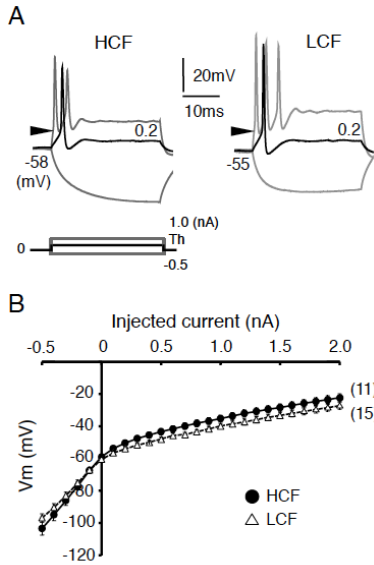 A
HCF
LCF
20mV
10ms
0.2
0.2
-58
(mV)
-55
1.0 (nA)
Th
0
-0.5
B
Injected current (nA)
-0.5 0 0.5 1.0 1.5 2.0
-20
(11)
(15
-40
-60
-80
-100
-120
Vm (mV)
HCF
LCF